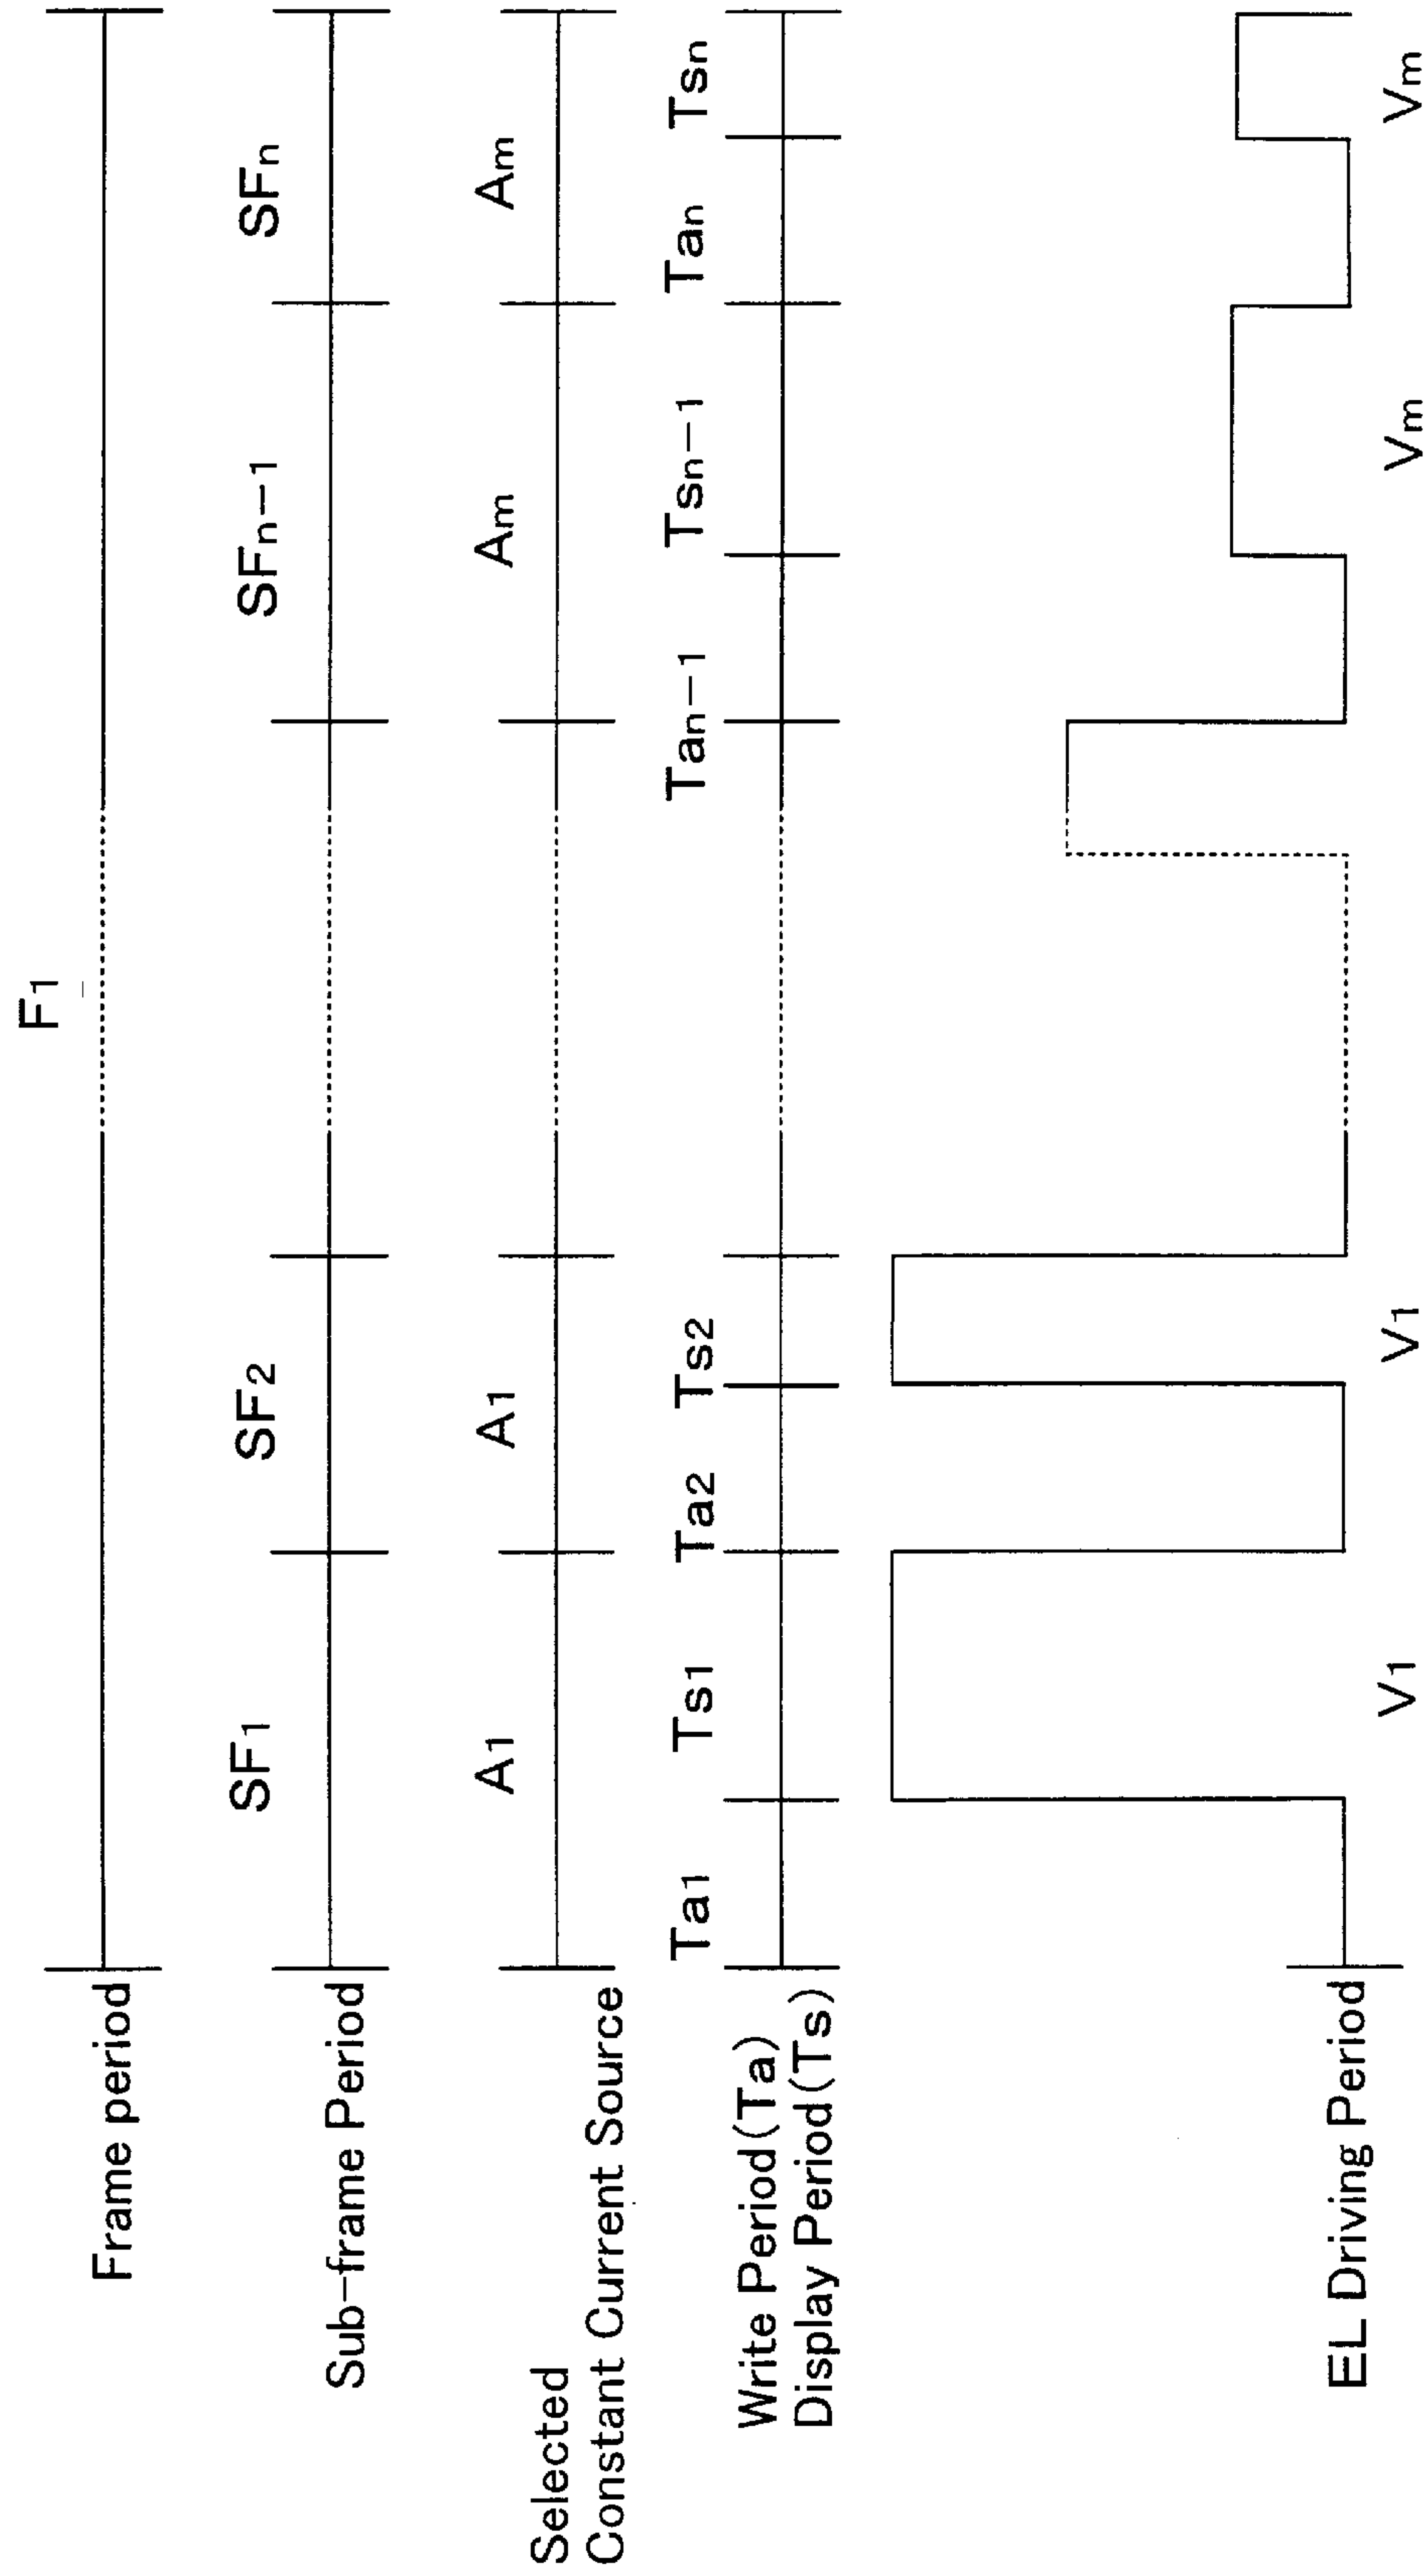 F1
Frame period
SF1 SF2 SFn-1 SFn
Sub-frame Period
A1 A1 Am Am
Selected
Constant Current Source
Ta1 Ts1 Ta2 Ts2 Tan-1 Tsn-1 Tan Tsn
Write Period(Ta)
Display Period(Ts)
EL Driving Period
V1 V1 Vm Vm